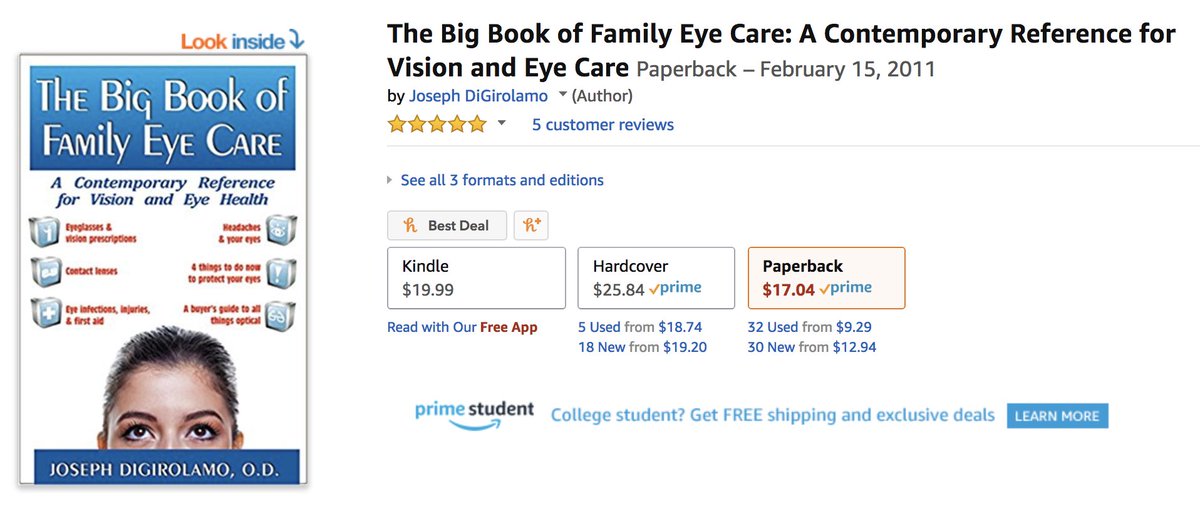 Look inside
The Big Book of
Family Eye Care
A Contemporary Reference
for Vision and Eye Health
Eyeglasses &
vision prescriptions
Headaches
& your eyes
Contact lenses
4 things to do now
to protect your eyes
Eye infections, injuries,
& first aid
A buyer's guide to all
things optical
JOSEPH DIGIROLAMO, O.D.
The Big Book of Family Eye Care: A Contemporary Reference for
Vision and Eye Care Paperback – February 15, 2011
by Joseph DiGirolamo (Author)
5 customer reviews
See all 3 formats and editions
h Best Deal h+
Kindle
$19.99
Read with Our Free App
Hardcover
$25.84 prime
5 Used from $18.74
18 New from $19.20
Paperback
$17.04 prime
32 Used from $9.29
30 New from $12.94
prime student College student? Get FREE shipping and exclusive deals LEARN MORE